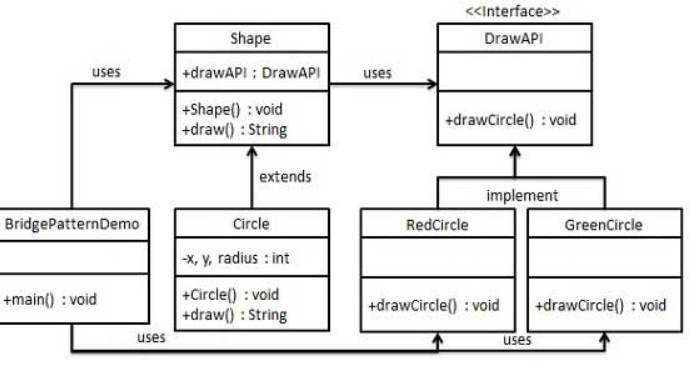 <<Interface>>
Shape
DrawAPI
+drawAPI : DrawAPI
uses
uses
+Shape() : void
+draw() : String
+drawCircle() : void
extends
implement
BridgePatternDemo
Circle
RedCircle
GreenCircle
-x, y, radius : int
+main() : void
+Circle() : void
+draw() : String
+drawCircle() : void
+drawCircle() : void
uses
uses